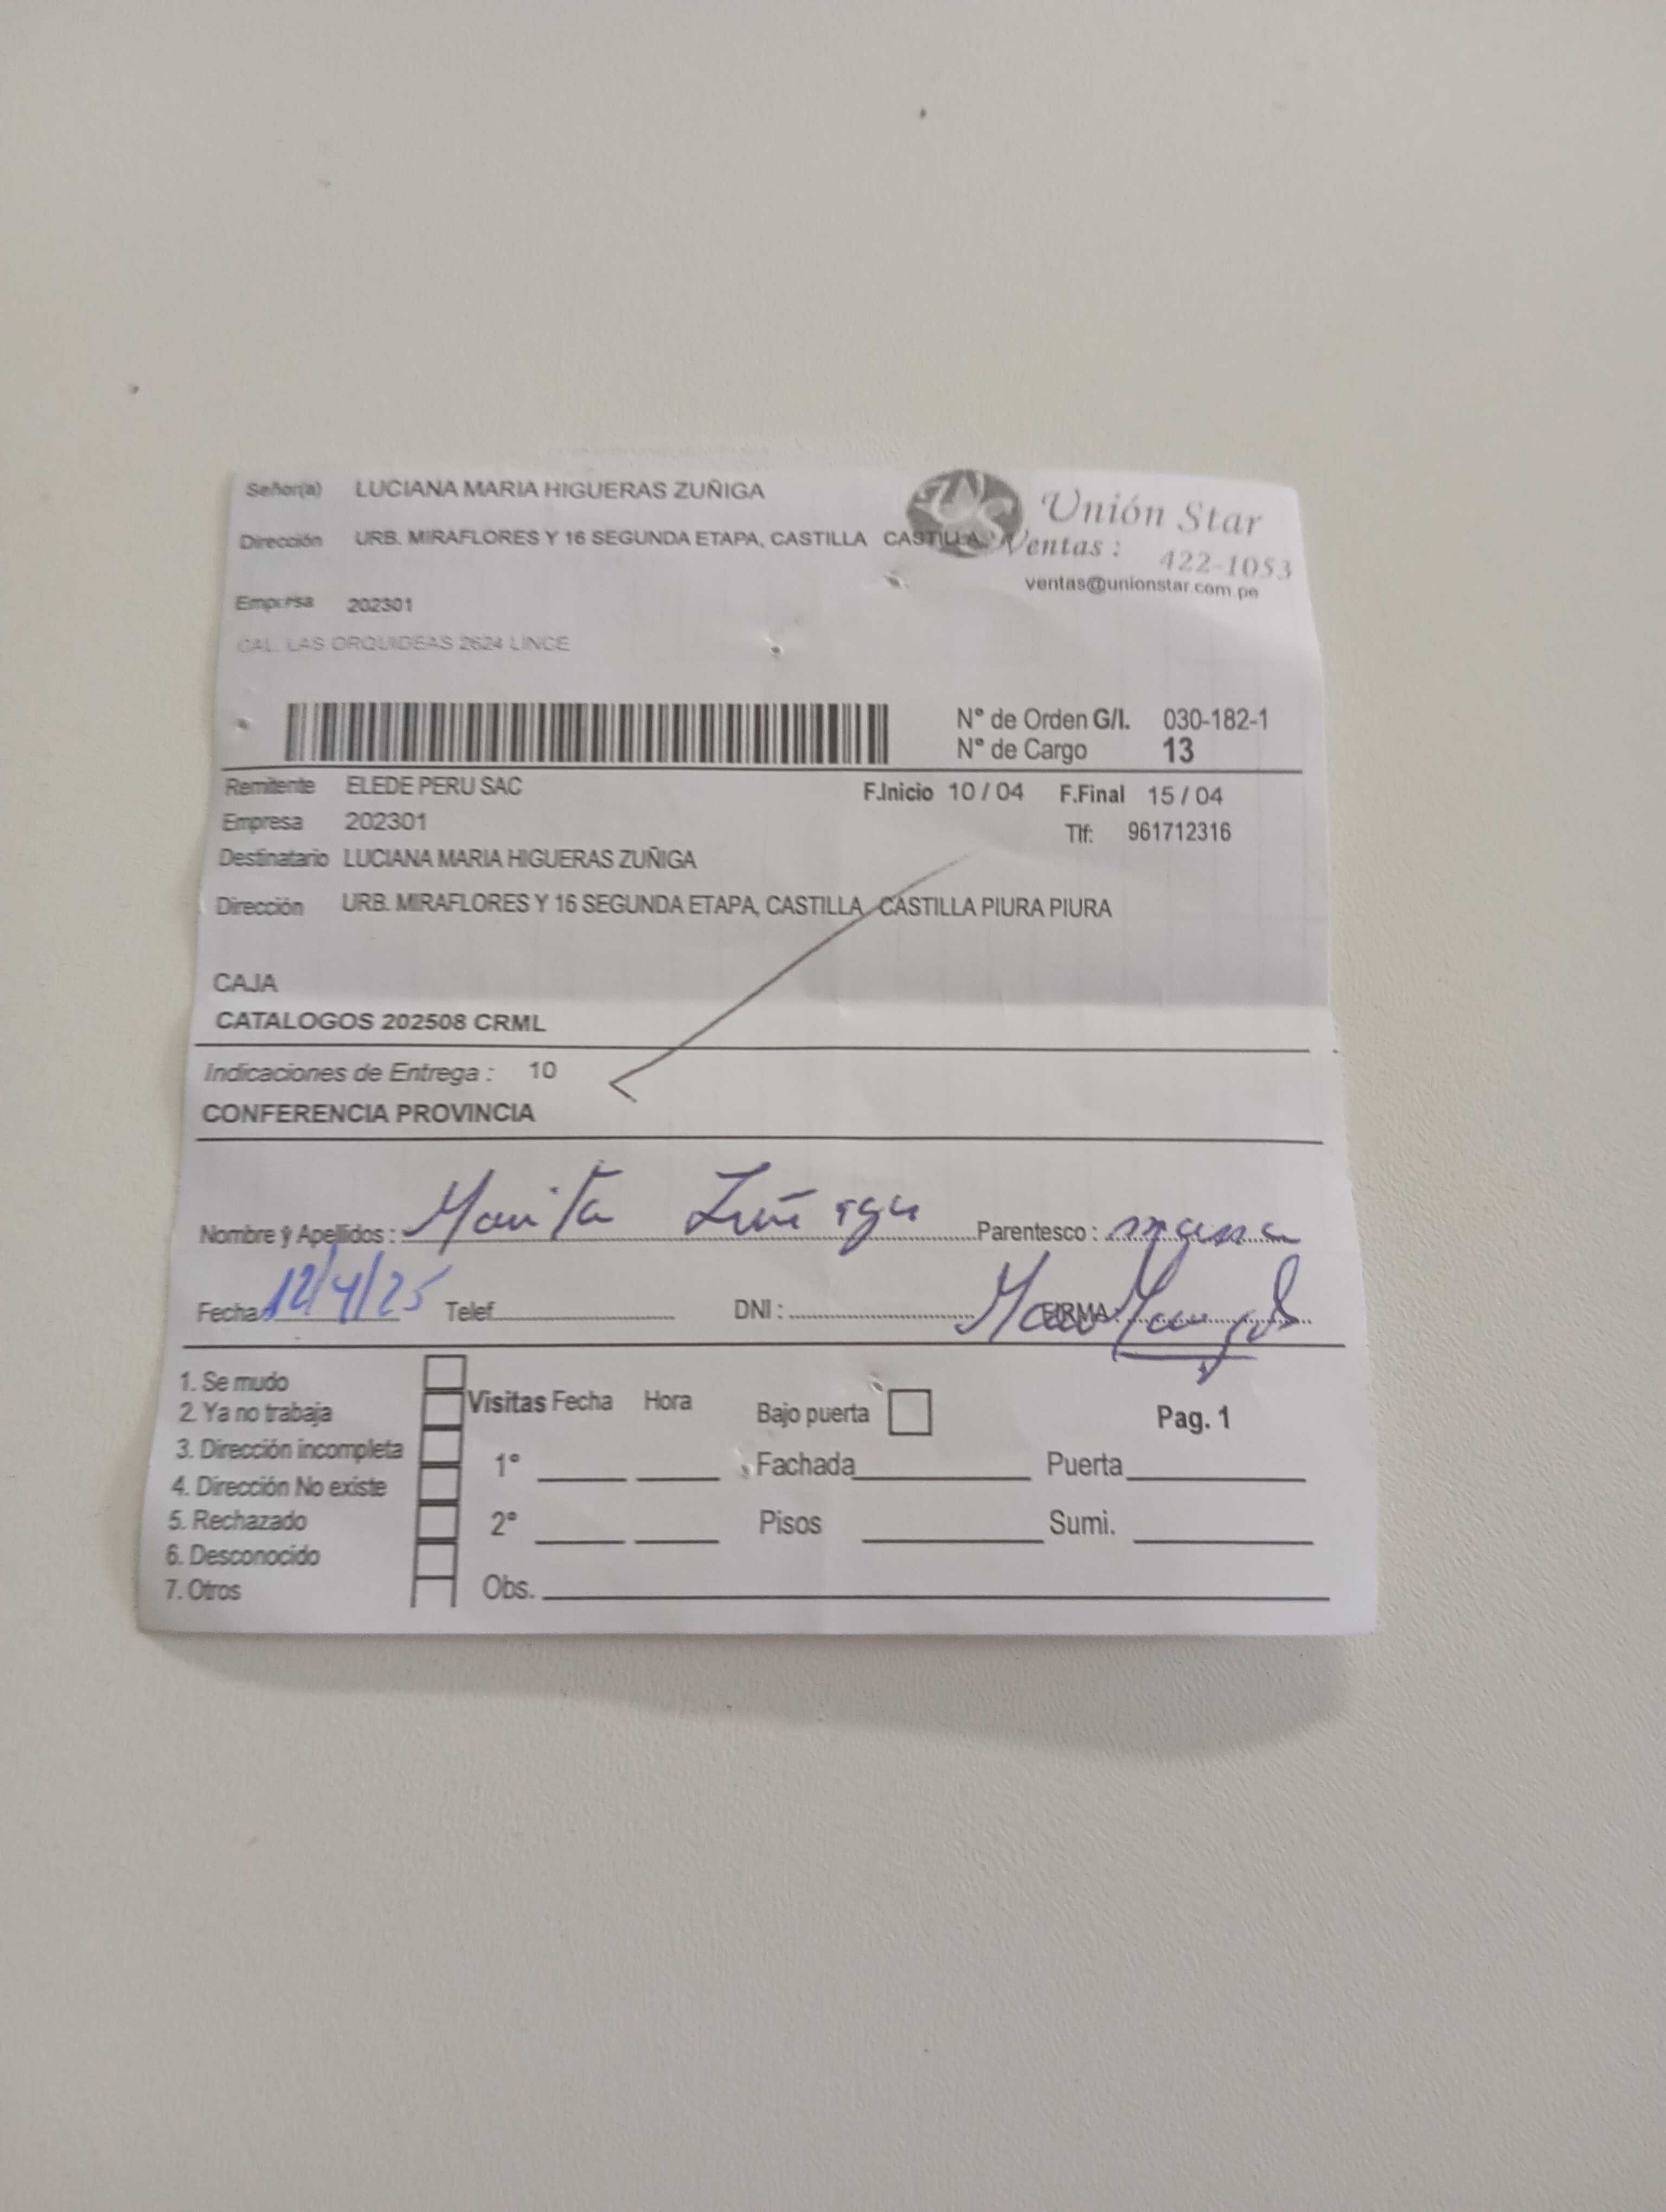 Señor(a) LUCIANA MARIA HIGUERAS ZUÑIGA
Dirección URB. MIRAFLORES Y 16 SEGUNDA ETAPA, CASTILLA CASTILLA
Unión Star
Ventas : 422-1053
ventas@unionstar.com.pe
Empresa 202301
CAL. LAS ORQUIDEAS 2624 LINCE
N° de Orden G/I. 030-182-1
N° de Cargo 13
Remitente ELEDE PERU SAC F.Inicio 10 / 04 F.Final 15 / 04
Empresa 202301 Tlf: 961712316
Destinatario LUCIANA MARIA HIGUERAS ZUÑIGA
Dirección URB. MIRAFLORES Y 16 SEGUNDA ETAPA, CASTILLA CASTILLA PIURA PIURA
CAJA
CATALOGOS 202508 CRML
Indicaciones de Entrega : 10
CONFERENCIA PROVINCIA
Nombre y Apellidos : Marita Zuñiga Parentesco :
Fecha 12/4/25 Telef. DNI : FIRMA:
1. Se mudo
2. Ya no trabaja Visitas Fecha Hora Bajo puerta Pag. 1
3. Dirección incompleta 1° Fachada Puerta
4. Dirección No existe
5. Rechazado 2° Pisos Sumi.
6. Desconocido
7. Otros Obs.